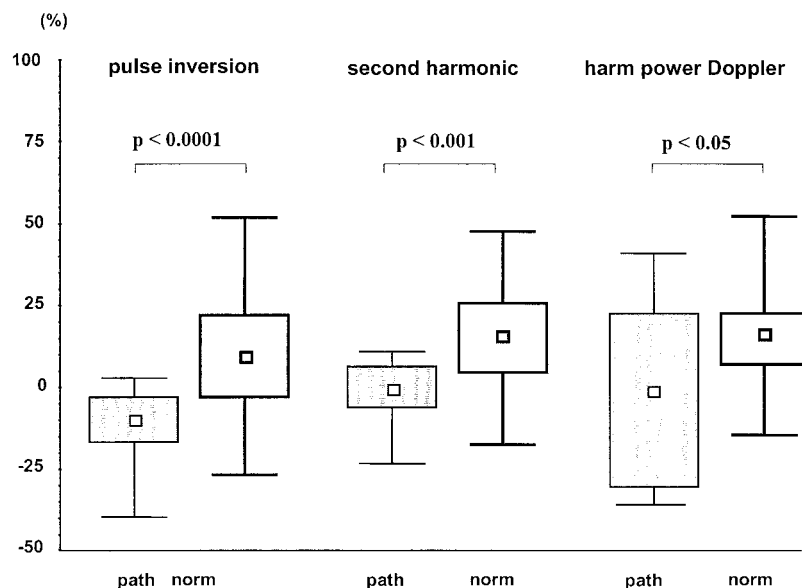 (%)
100
pulse inversion
second harmonic
harm power Doppler
75
p < 0.0001
p < 0.001
p < 0.05
50
25
0
-25
-50
path norm
path norm
path norm